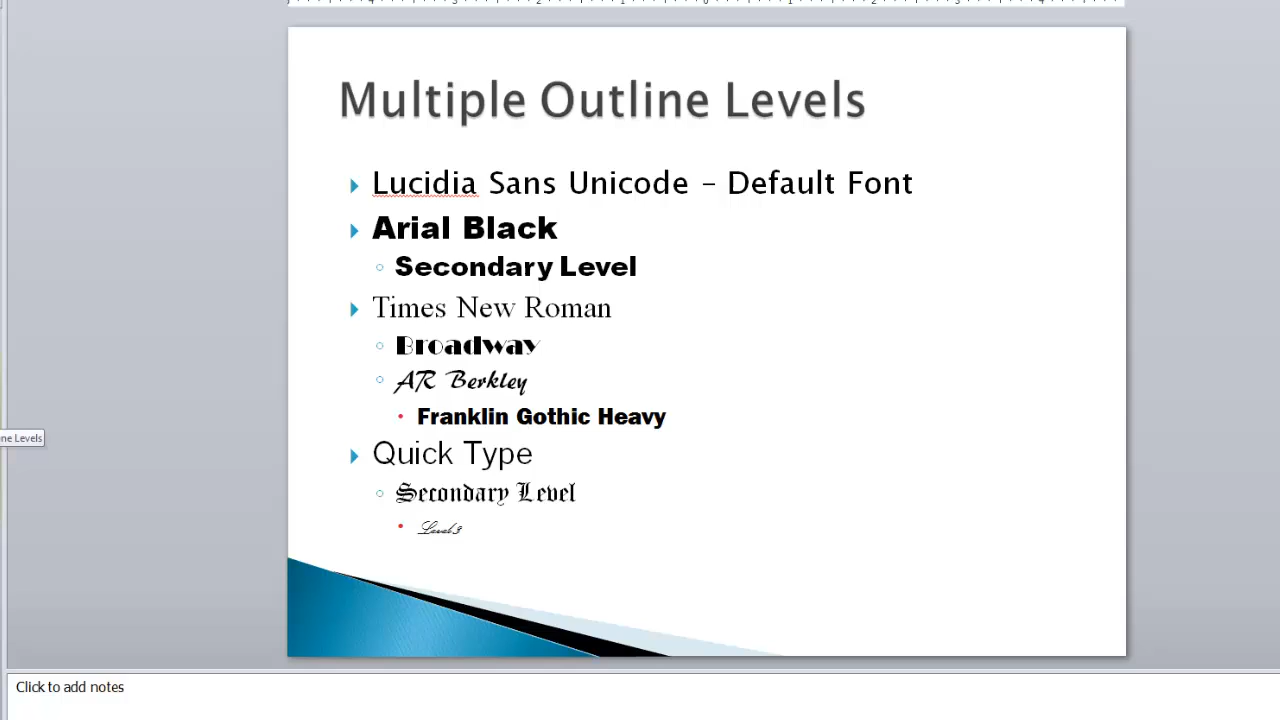 Multiple Outline Levels
Lucidia Sans Unicode – Default Font
Arial Black
Secondary Level
Times New Roman
Broadway
AR Berkley
Franklin Gothic Heavy
ne Levels
Quick Type
Secondary Level
Level 3
Click to add notes